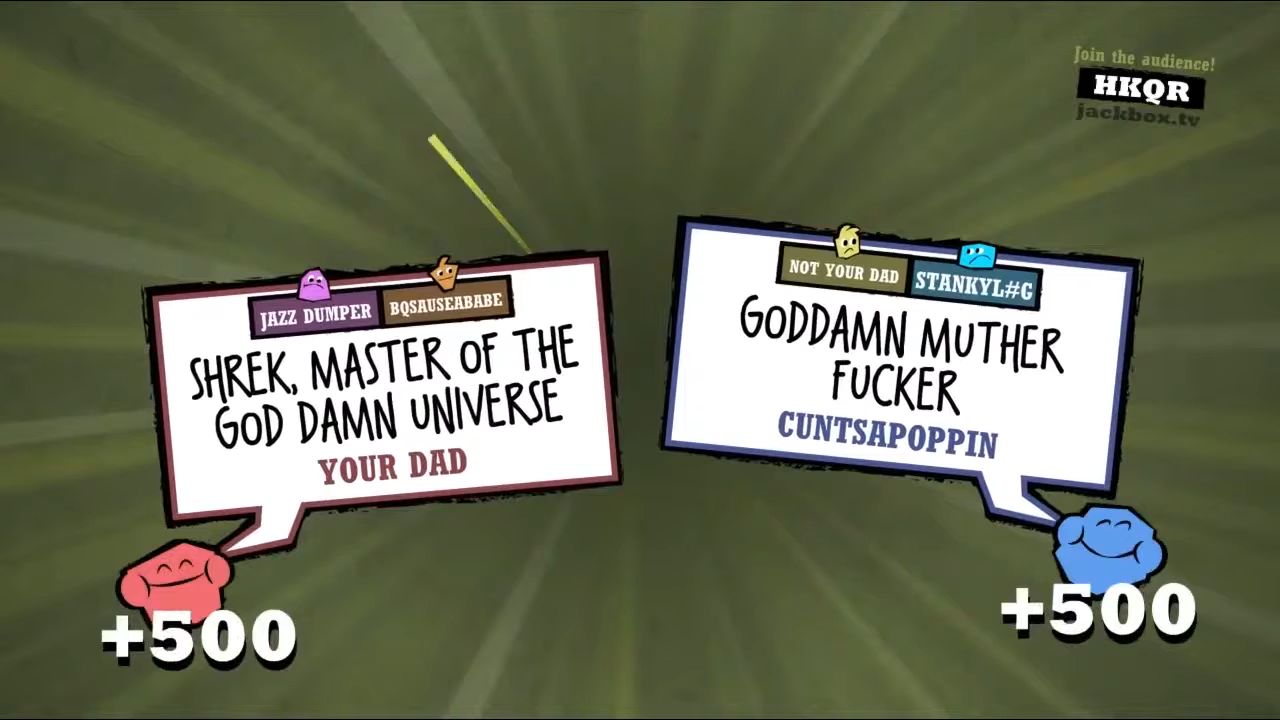 Join the audience!
HKQR
jackbox.tv
JAZZ DUMPER
BQSAUSEABABE
SHREK, MASTER OF THE
GOD DAMN UNIVERSE
YOUR DAD
NOT YOUR DAD
STANKYL#G
GODDAMN MUTHER
FUCKER
CUNTSAPOPPIN
+500
+500